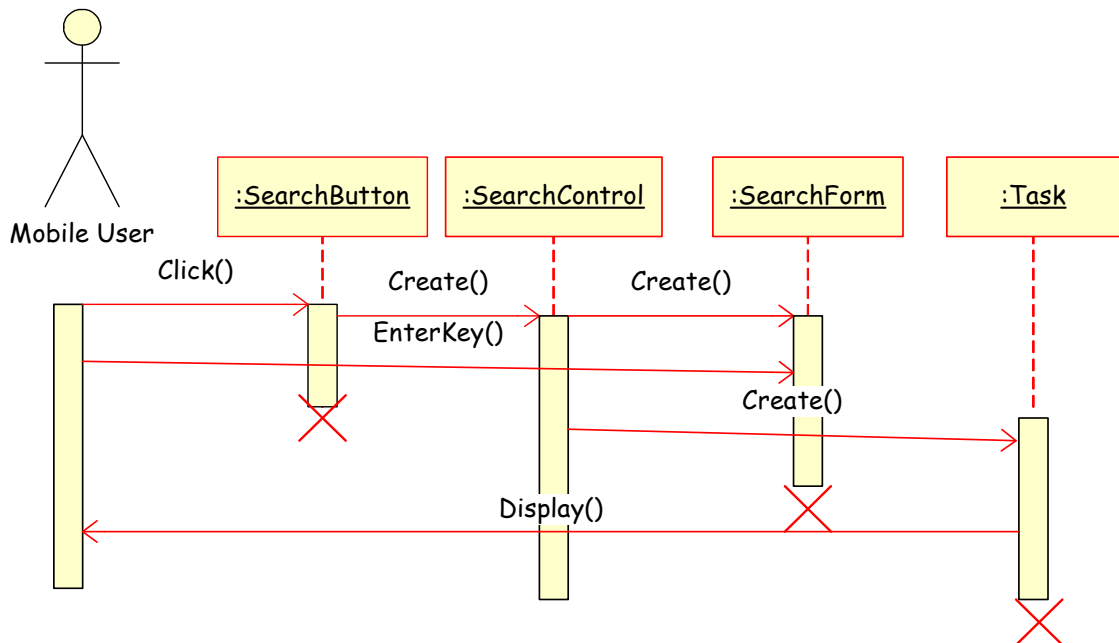 :SearchButton
:SearchControl
:SearchForm
:Task
Mobile User
Click()
Create()
Create()
EnterKey()
Create()
Display()